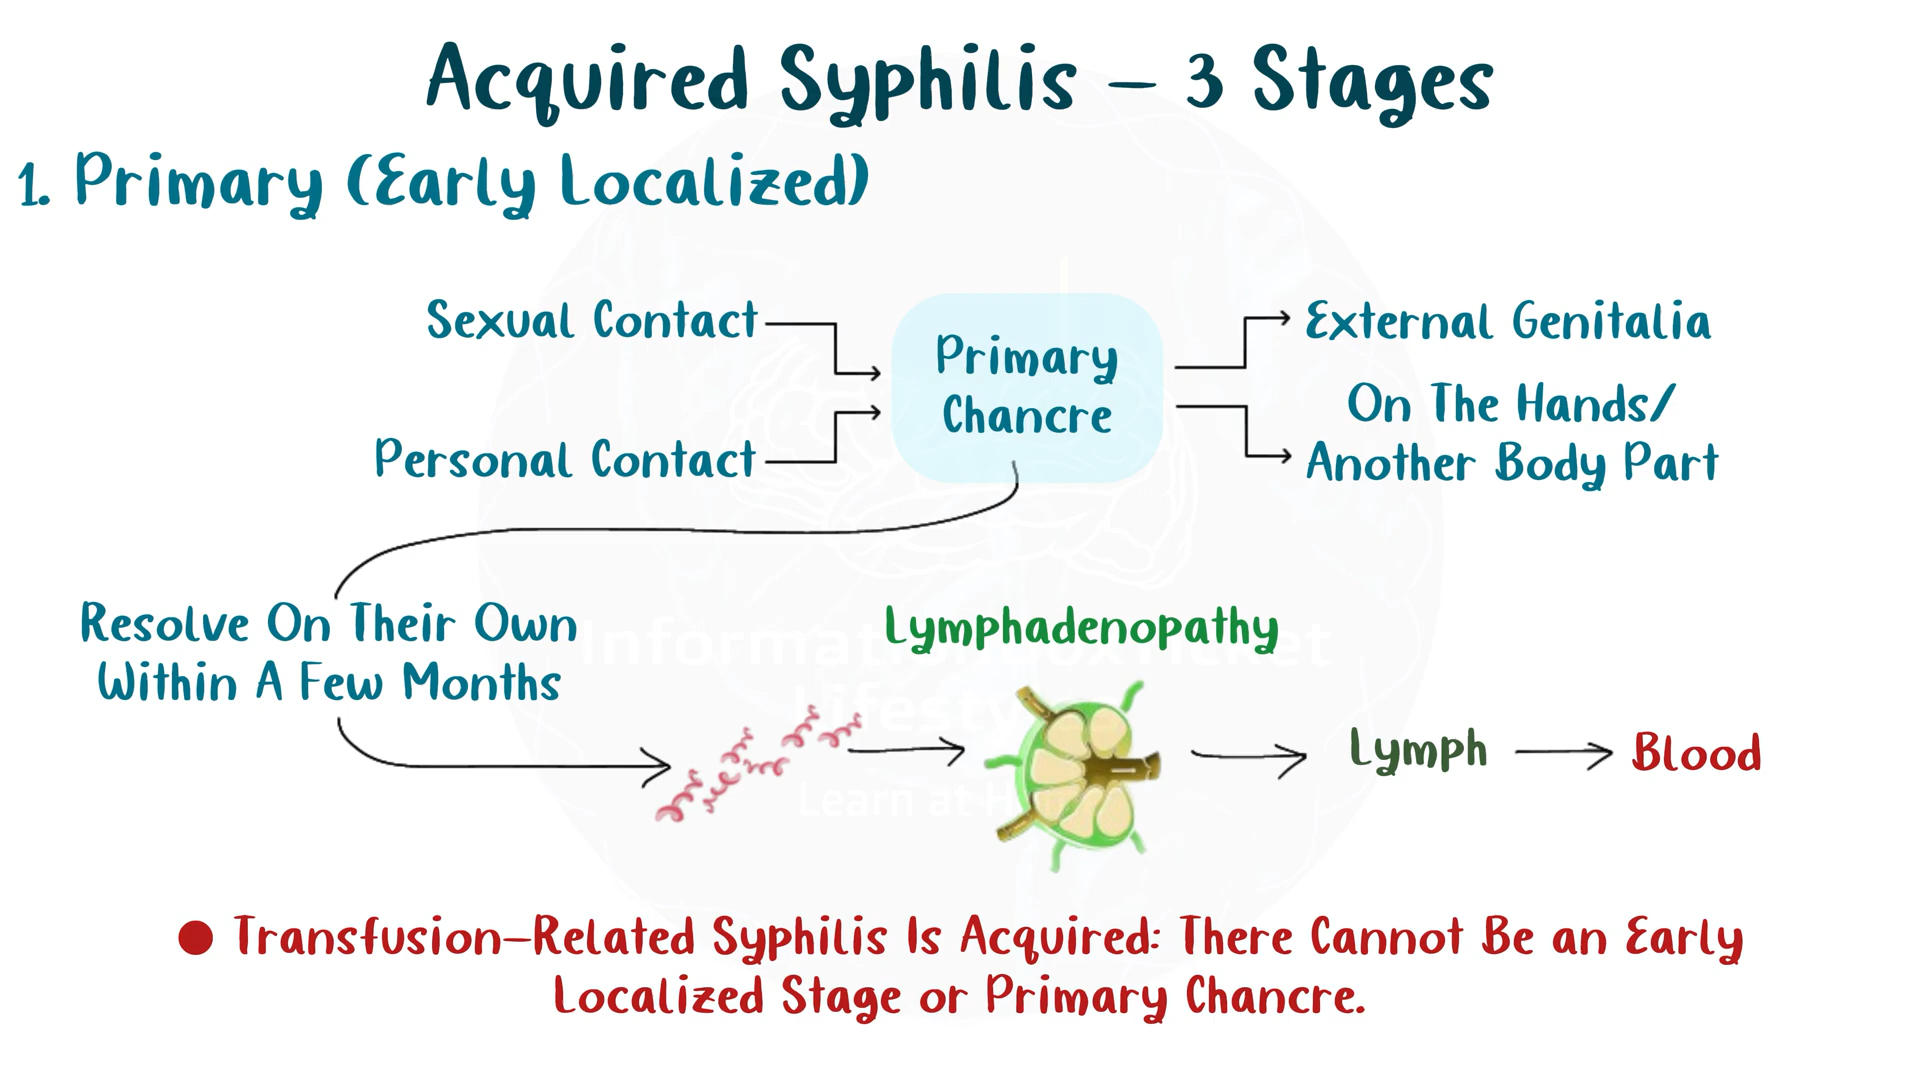 Acquired Syphilis – 3 Stages
1. Primary (Early Localized)
Sexual Contact
Personal Contact
Primary
Chancre
External Genitalia
On The Hands/
Another Body Part
Resolve On Their Own
Within A Few Months
Lymphadenopathy
Lymph
Blood
● Transfusion–Related Syphilis Is Acquired: There Cannot Be an Early
Localized Stage or Primary Chancre.
Learn at